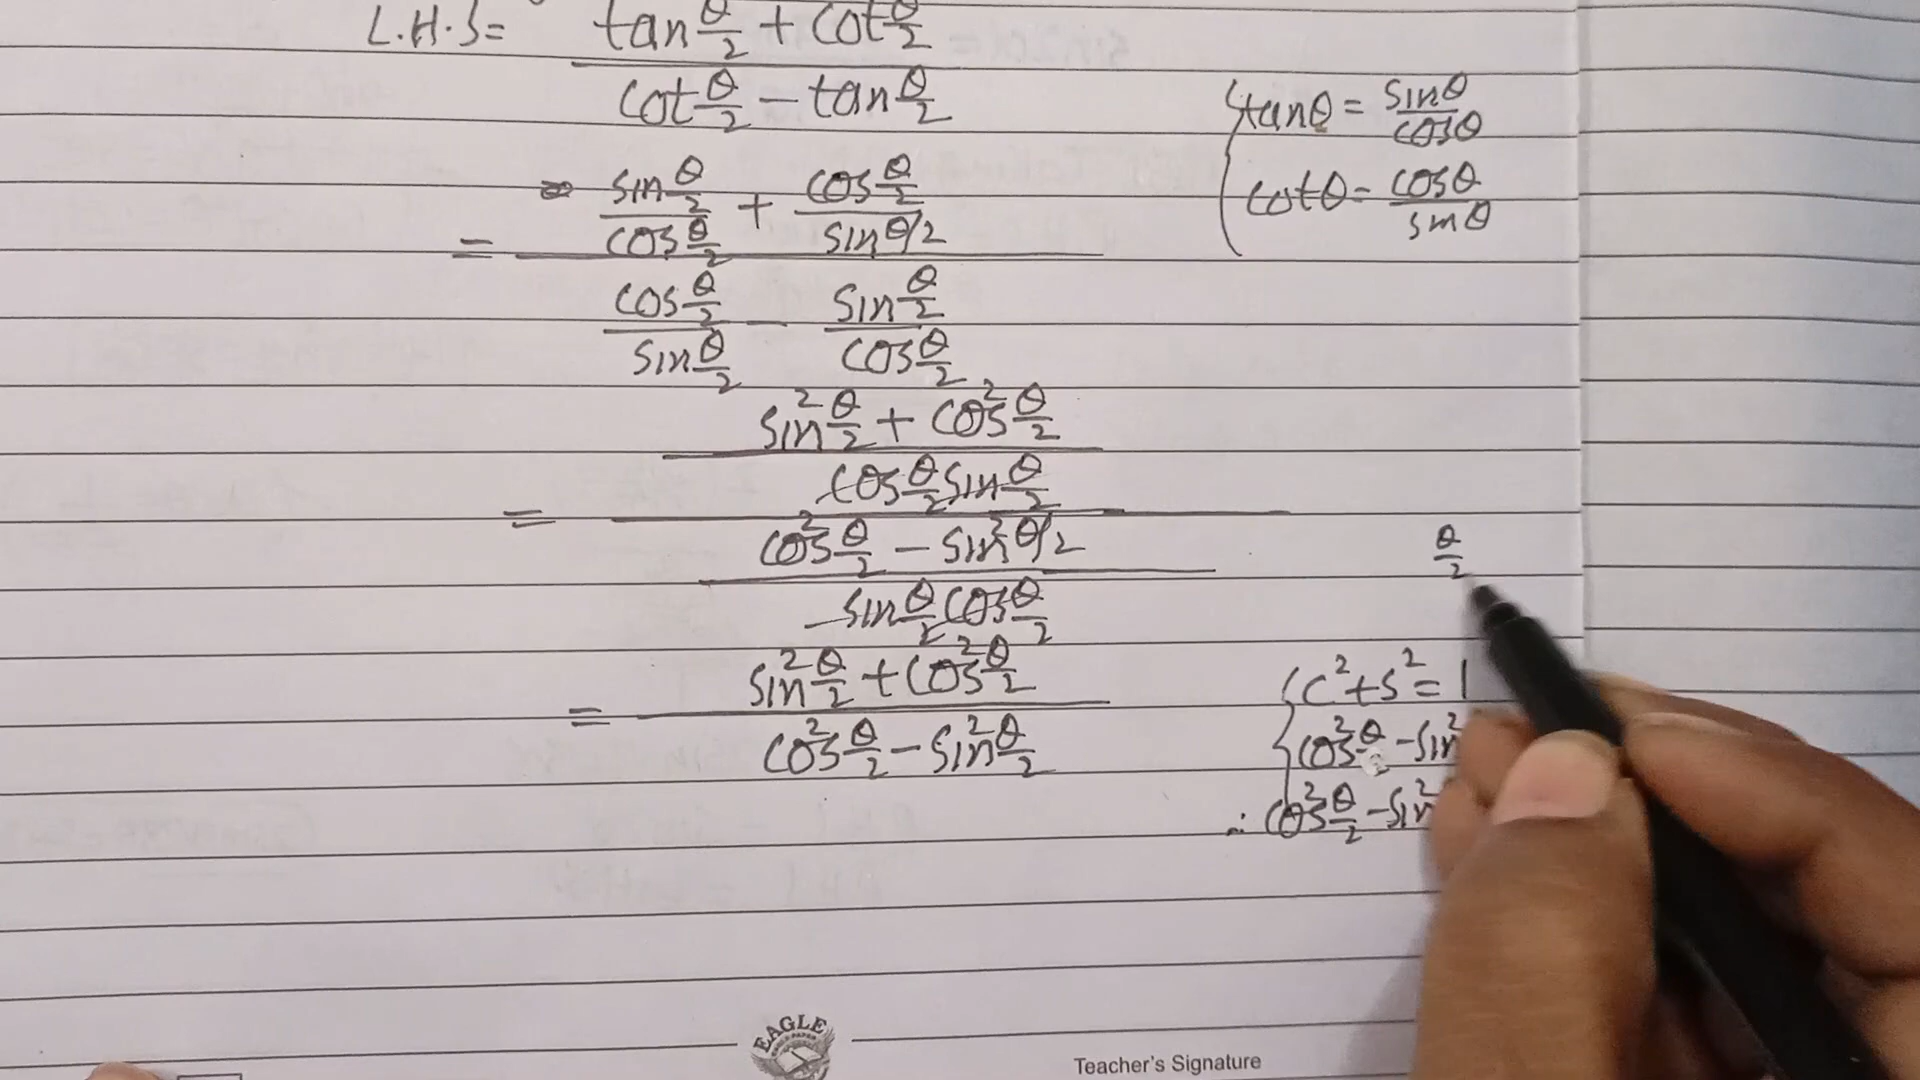 L.H.S = tan θ/2 + cot θ/2
cot θ/2 - tan θ/2
tanθ = sinθ/cosθ
cotθ = cosθ/sinθ
= sin θ/2 / cos θ/2 + cos θ/2 / sin θ/2
cos θ/2 / sin θ/2 - sin θ/2 / cos θ/2
sin² θ/2 + cos² θ/2
cos θ/2 sin θ/2
=
cos² θ/2 - sin² θ/2
sin θ/2 cos θ/2
θ/2
= sin² θ/2 + cos² θ/2
cos² θ/2 - sin² θ/2
c² + s² = 1
cos² θ - sin²
∴ cos² θ/2 - sin²
EAGLE
Teacher's Signature